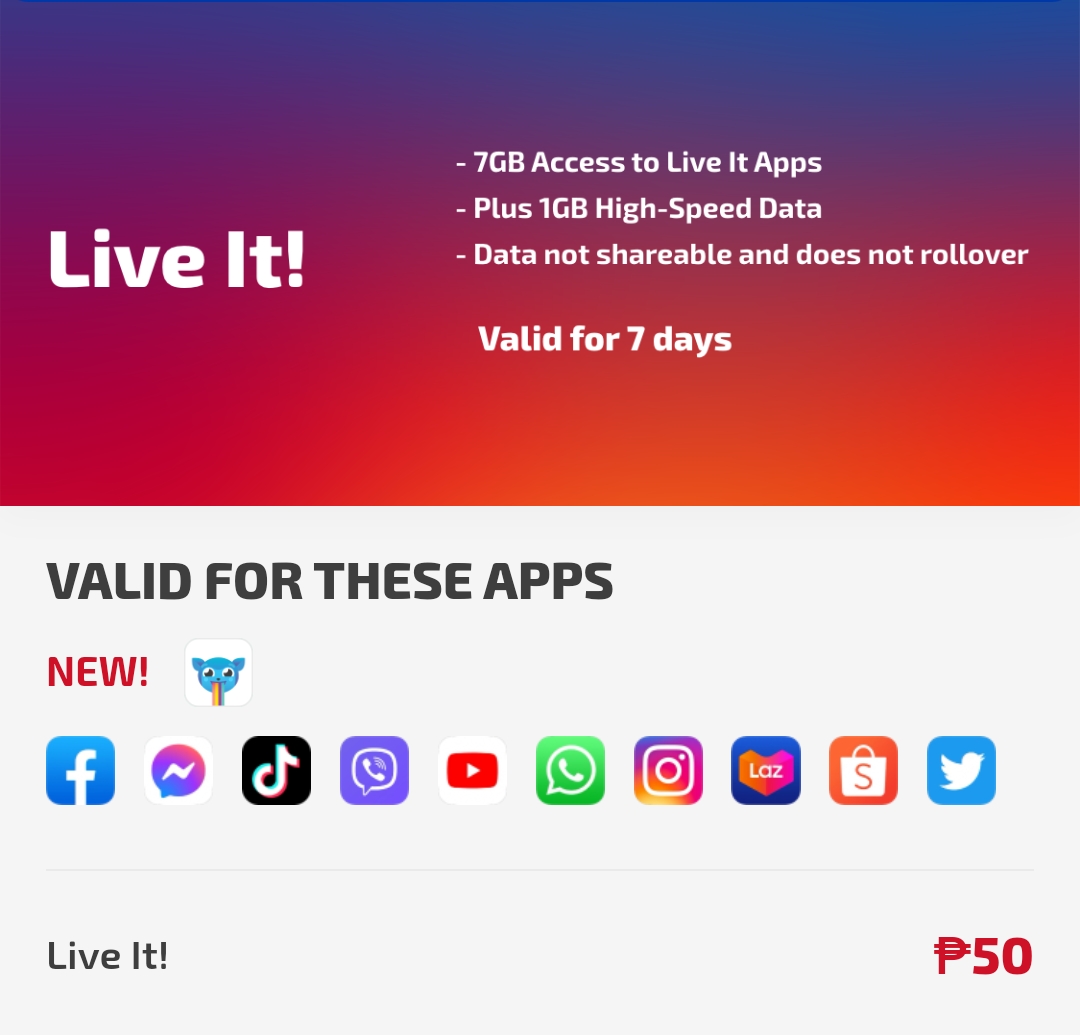 Live It!
- 7GB Access to Live It Apps
- Plus 1GB High-Speed Data
- Data not shareable and does not rollover
Valid for 7 days
VALID FOR THESE APPS
NEW!
Laz
S
Live It!
₱50